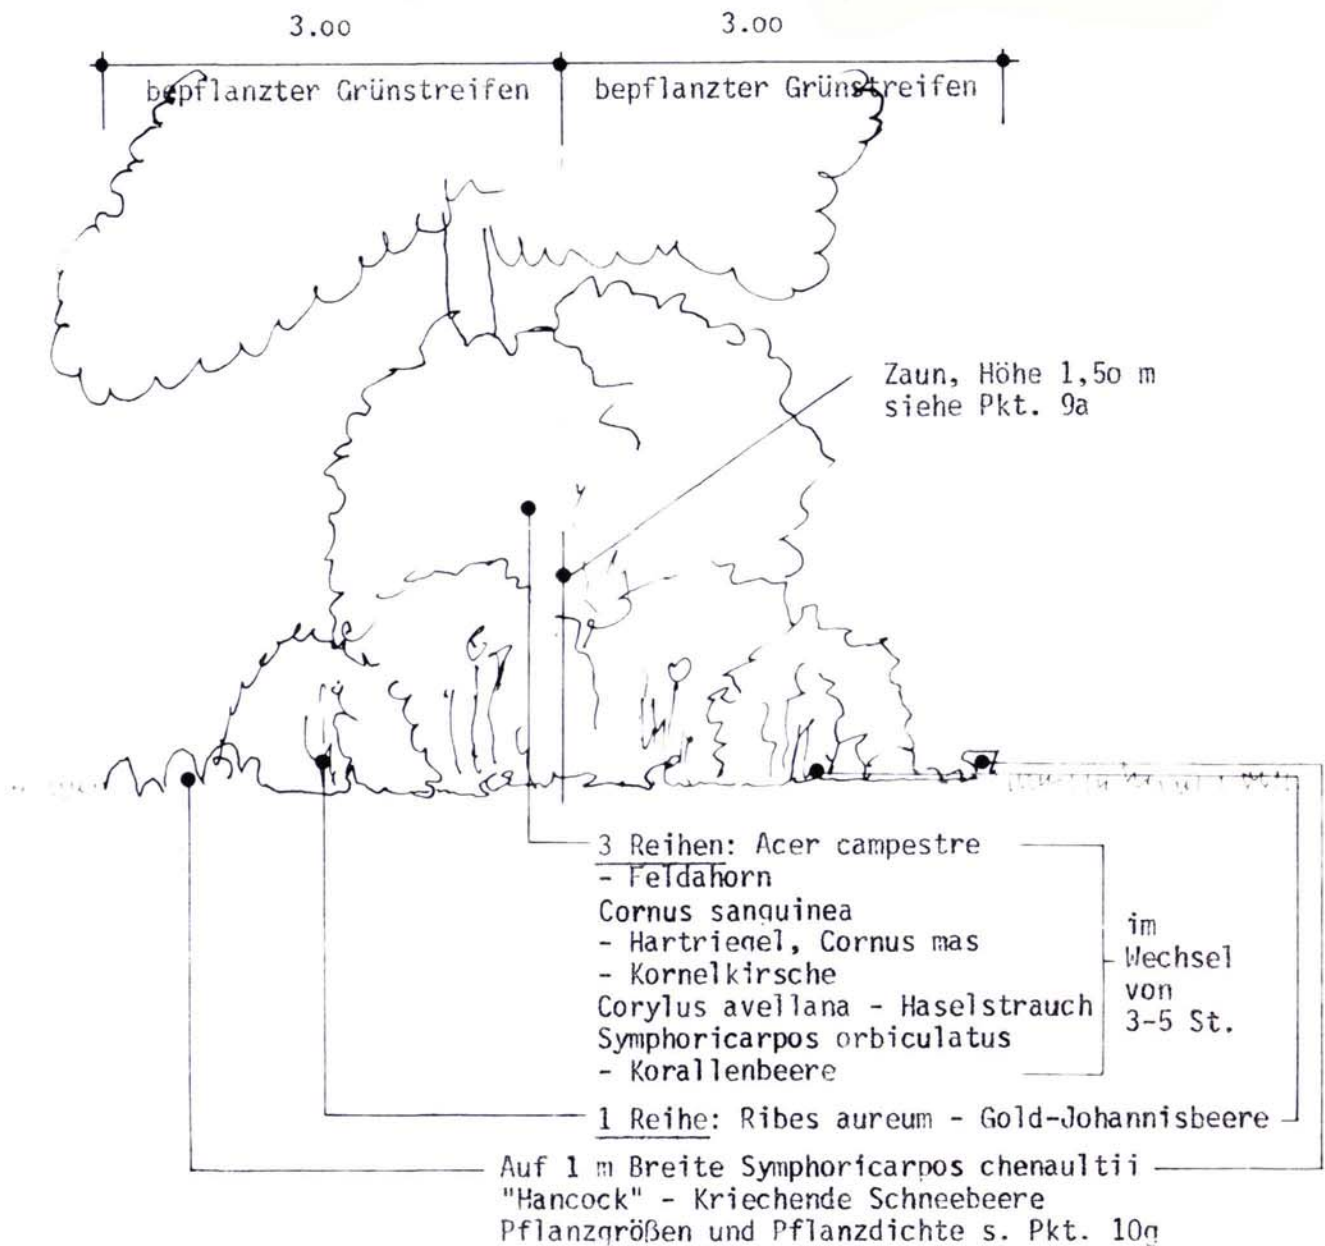 3.oo 3.oo
bepflanzter Grünstreifen bepflanzter Grünstreifen
Zaun, Höhe 1,5o m
siehe Pkt. 9a
3 Reihen: Acer campestre
- Feldahorn
Cornus sanguinea
- Hartriegel, Cornus mas
- Kornelkirsche
Corylus avellana - Haselstrauch
Symphoricarpos orbiculatus
- Korallenbeere
im
Wechsel
von
3-5 St.
1 Reihe: Ribes aureum - Gold-Johannisbeere
Auf 1 m Breite Symphoricarpos chenaultii
"Hancock" - Kriechende Schneebeere
Pflanzgrößen und Pflanzdichte s. Pkt. 10g